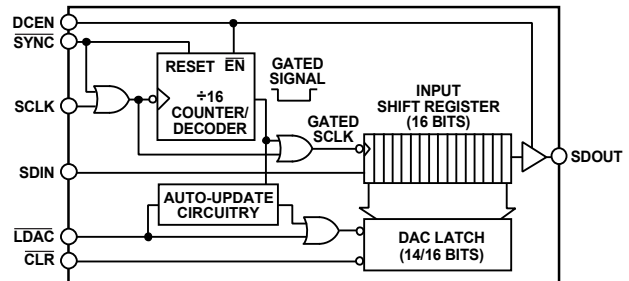 DCEN
SYNC
SCLK
SDIN
LDAC
CLR
RESET EN
÷16
COUNTER/
DECODER
GATED
SIGNAL
GATED
SCLK
INPUT
SHIFT REGISTER
(16 BITS)
SDOUT
AUTO-UPDATE
CIRCUITRY
DAC LATCH
(14/16 BITS)